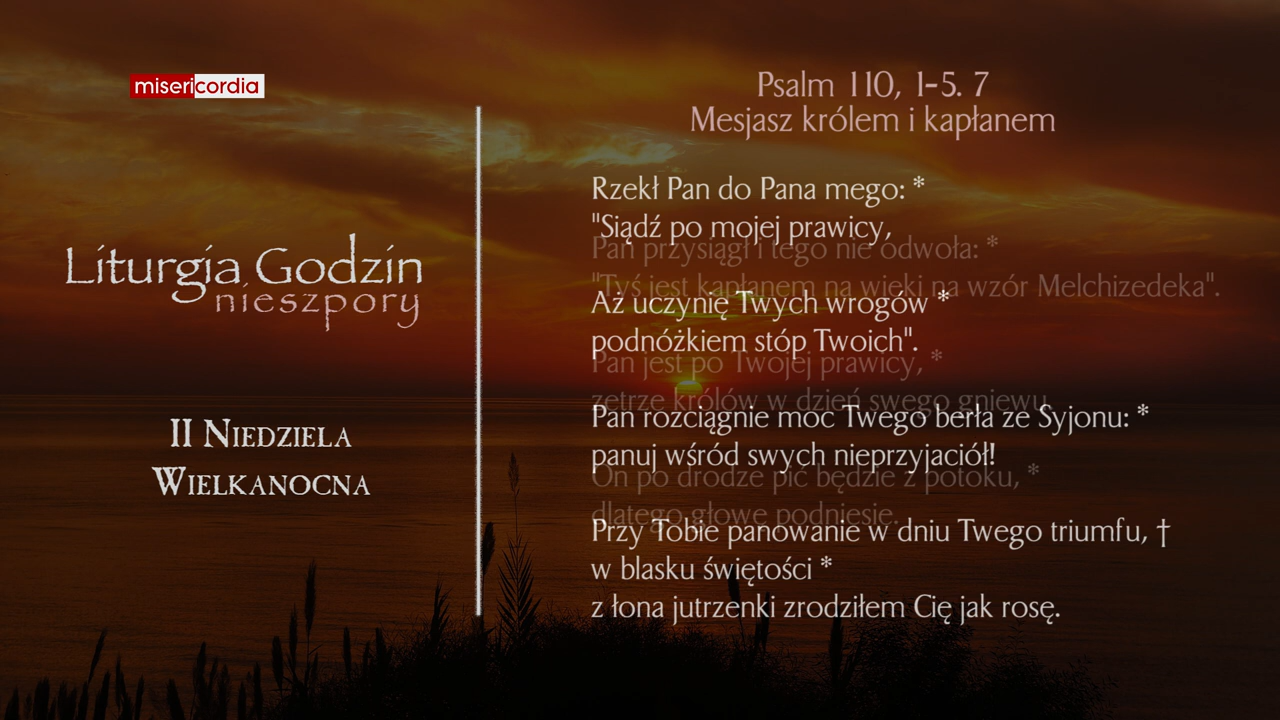 misericordia
Liturgia Godzin
nieszpory
II Niedziela
Wielkanocna
Psalm 110, 1-5. 7
Mesjasz królem i kapłanem
Rzekł Pan do Pana mego: *
"Siądź po mojej prawicy,
Pan przysiągł i tego nie odwoła: *
"Tyś jest kapłanem na wieki na wzór Melchizedeka".
Aż uczynię Twych wrogów *
podnóżkiem stóp Twoich".
Pan jest po Twojej prawicy, *
zetrze królów w dzień swego gniewu.
Pan rozciągnie moc Twego berła ze Syjonu: *
panuj wśród swych nieprzyjaciół!
On po drodze pić będzie z potoku, *
dlatego głowę podniesie.
Przy Tobie panowanie w dniu Twego triumfu, †
w blasku świętości *
z łona jutrzenki zrodziłem Cię jak rosę.